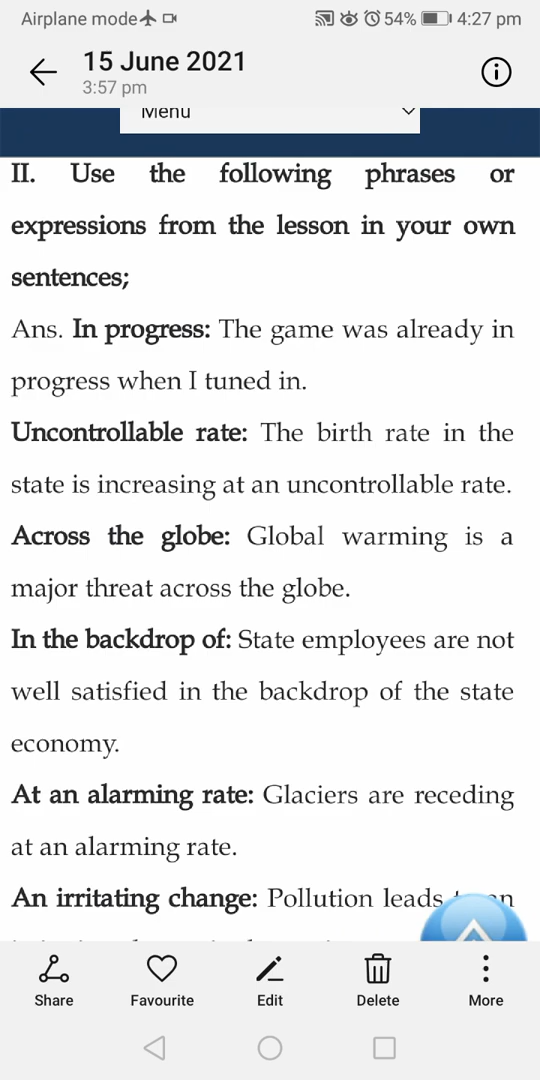 Airplane mode 54% 4:27 pm
15 June 2021
3:57 pm
Menu
II. Use the following phrases or
expressions from the lesson in your own
sentences;
Ans. In progress: The game was already in
progress when I tuned in.
Uncontrollable rate: The birth rate in the
state is increasing at an uncontrollable rate.
Across the globe: Global warming is a
major threat across the globe.
In the backdrop of: State employees are not
well satisfied in the backdrop of the state
economy.
At an alarming rate: Glaciers are receding
at an alarming rate.
An irritating change: Pollution leads
Share Favourite Edit Delete More